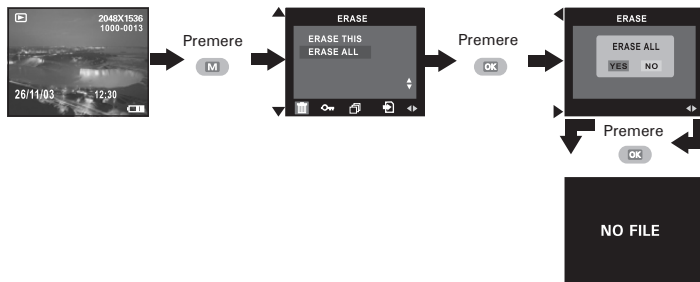 2048X1536
1000-0013
26/11/03
12:30
Premere
M
ERASE
ERASE THIS
ERASE ALL
Premere
OK
ERASE
ERASE ALL
YES NO
Premere
OK
NO FILE